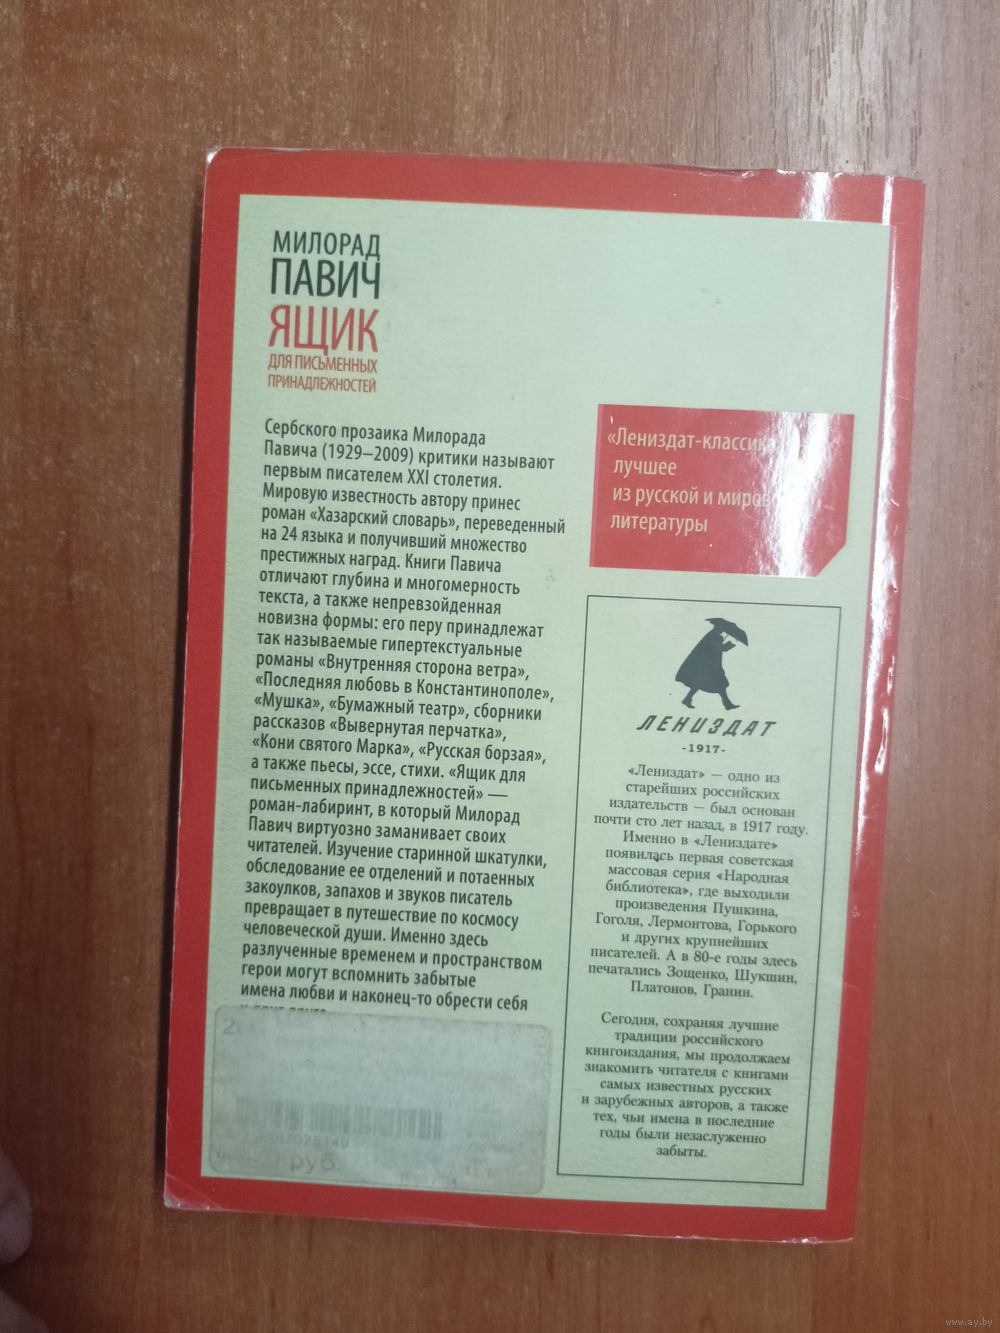 МИЛОРАД
ПАВИЧ
ЯЩИК
ДЛЯ ПИСЬМЕННЫХ
ПРИНАДЛЕЖНОСТЕЙ
Сербского прозаика Милорада
Павича (1929–2009) критики называют
первым писателем XXI столетия.
Мировую известность автору принес
роман «Хазарский словарь», переведенный
на 24 языка и получивший множество
престижных наград. Книги Павича
отличают глубина и многомерность
текста, а также непревзойденная
новизна формы: его перу принадлежат
так называемые гипертекстуальные
романы «Внутренняя сторона ветра»,
«Последняя любовь в Константинополе»,
«Мушка», «Бумажный театр», сборники
рассказов «Вывернутая перчатка»,
«Кони святого Марка», «Русская борзая»,
а также пьесы, эссе, стихи. «Ящик для
письменных принадлежностей» —
роман-лабиринт, в который Милорад
Павич виртуозно заманивает своих
читателей. Изучение старинной шкатулки,
обследование ее отделений и потаенных
закоулков, запахов и звуков писатель
превращает в путешествие по космосу
человеческой души. Именно здесь
разлученные временем и пространством
герои могут вспомнить забытые
имена любви и наконец-то обрести себя
руб.
«Лениздат-классика»
лучшее
из русской и
литературы
ЛЕНИЗДАТ
-1917-
«Лениздат» — одно из
старейших российских
издательств — был основан
почти сто лет назад, в 1917 году.
Именно в «Лениздате»
появилась первая советская
массовая серия «Народная
библиотека», где выходили
произведения Пушкина,
Гоголя, Лермонтова, Горького
и других крупнейших
писателей. А в 80-е годы здесь
печатались Зощенко, Шукшин,
Платонов, Гранин.
Сегодня, сохраняя лучшие
традиции российского
книгоиздания, мы продолжаем
знакомить читателя с книгами
самых известных русских
и зарубежных авторов, а также
тех, чьи имена в последние
годы были незаслуженно
забыты.
www.ay.by